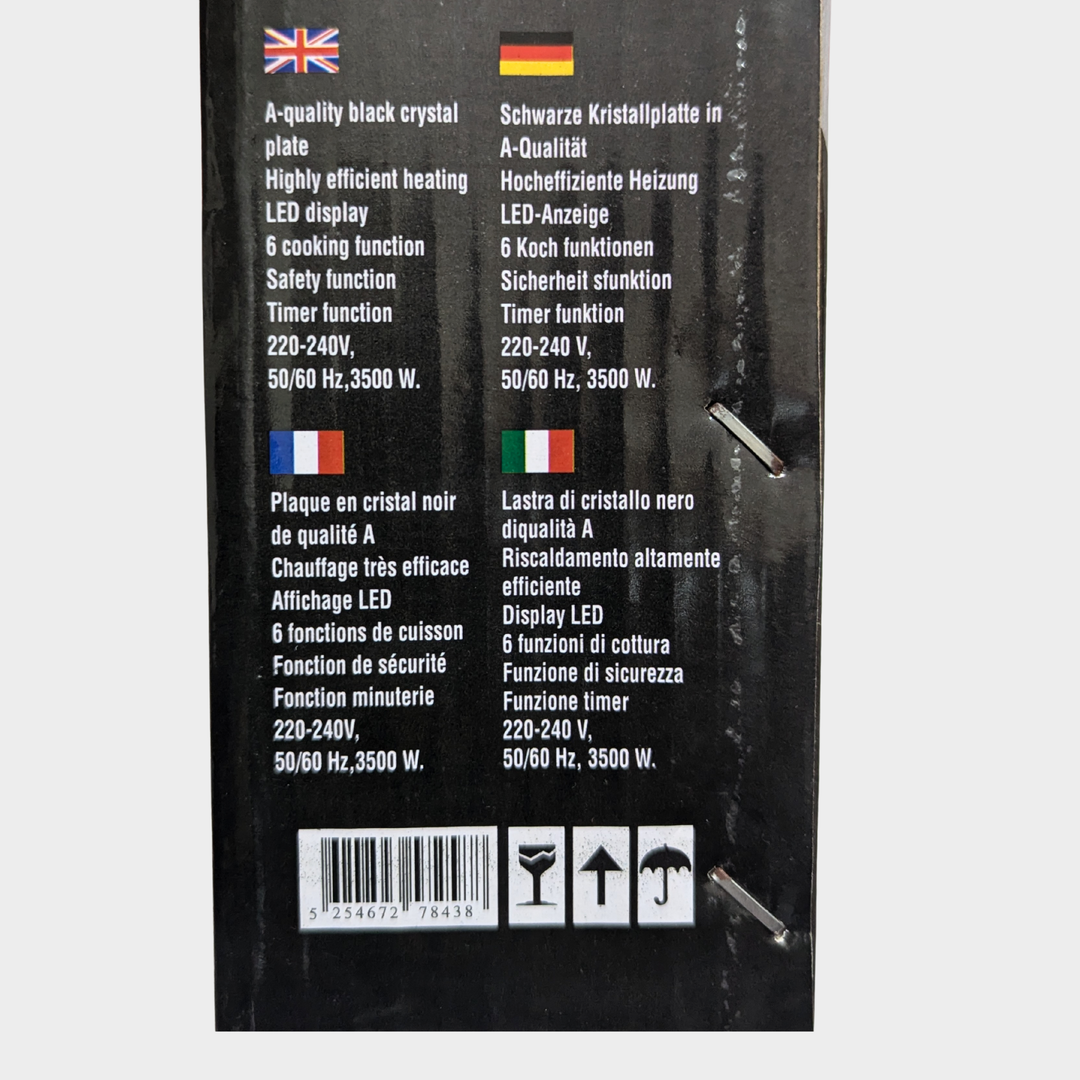 A-quality black crystal
plate
Highly efficient heating
LED display
6 cooking function
Safety function
Timer function
220-240V,
50/60 Hz,3500 W.
Schwarze Kristallplatte in
A-Qualität
Hocheffiziente Heizung
LED-Anzeige
6 Koch funktionen
Sicherheit sfunktion
Timer funktion
220-240 V,
50/60 Hz, 3500 W.
Plaque en cristal noir
de qualité A
Chauffage très efficace
Affichage LED
6 fonctions de cuisson
Fonction de sécurité
Fonction minuterie
220-240V,
50/60 Hz,3500 W.
Lastra di cristallo nero
diqualità A
Riscaldamento altamente
efficiente
Display LED
6 funzioni di cottura
Funzione di sicurezza
Funzione timer
220-240 V,
50/60 Hz, 3500 W.
5 254672 78438